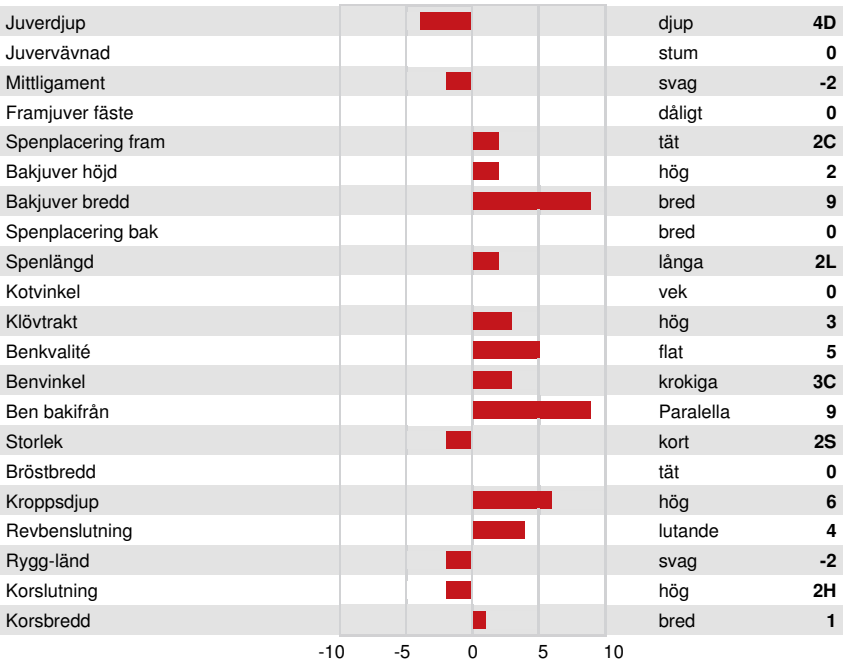 Juverdjup djup 4D
Juvervävnad stum 0
Mittligament svag -2
Framjuver fäste dåligt 0
Spenplacering fram tät 2C
Bakjuver höjd hög 2
Bakjuver bredd bred 9
Spenplacering bak bred 0
Spenlängd långa 2L
Kotvinkel vek 0
Klövtrakt hög 3
Benkvalité flat 5
Benvinkel krokiga 3C
Ben bakifrån Paralella 9
Storlek kort 2S
Bröstbredd tät 0
Kroppsdjup hög 6
Revbenslutning lutande 4
Rygg-länd svag -2
Korslutning hög 2H
Korsbredd bred 1
-10 -5 0 5 10